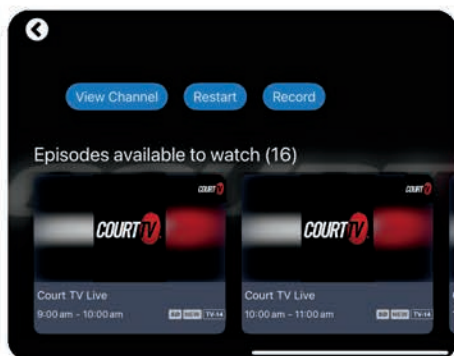 View Channel Restart Record
Episodes available to watch (16)
COURT TV
COURT TV
COURT TV
COURT TV
Court TV Live
9:00 am - 10:00 am NEW TV-14
Court TV Live
10:00 am - 11:00 am NEW TV-14